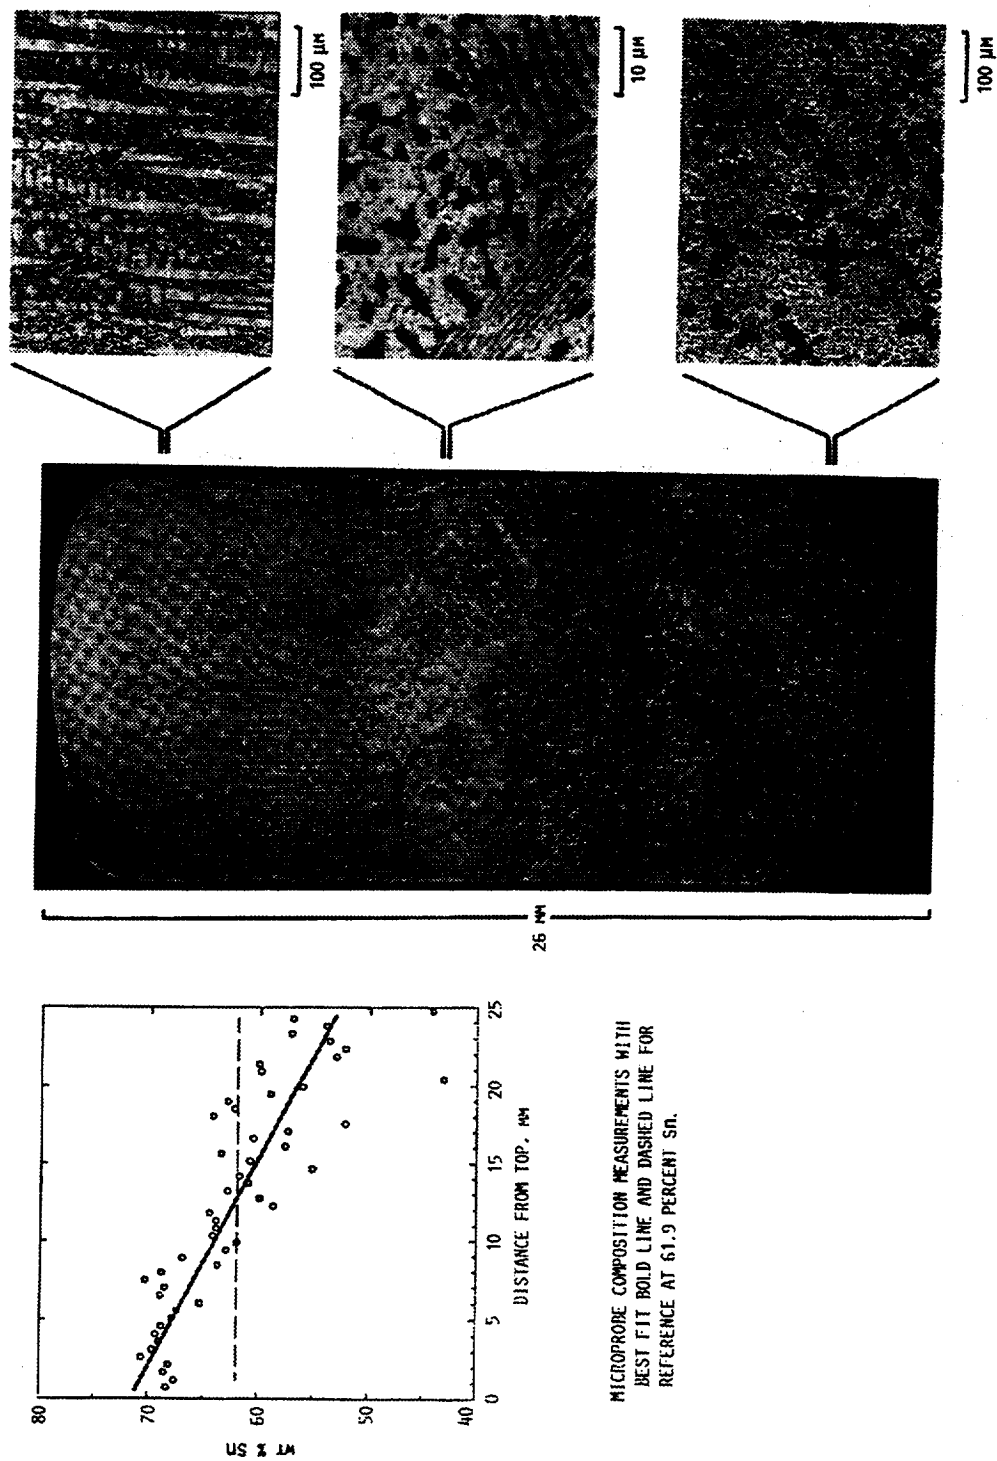 100 µM
10 µM
100 µM
26 MM
80
70
60
50
40
WT % Sn
0
5
10
15
20
25
DISTANCE FROM TOP, MM
MICROPROBE COMPOSITION MEASUREMENTS WITH
BEST FIT BOLD LINE AND DASHED LINE FOR
REFERENCE AT 61.9 PERCENT Sn.